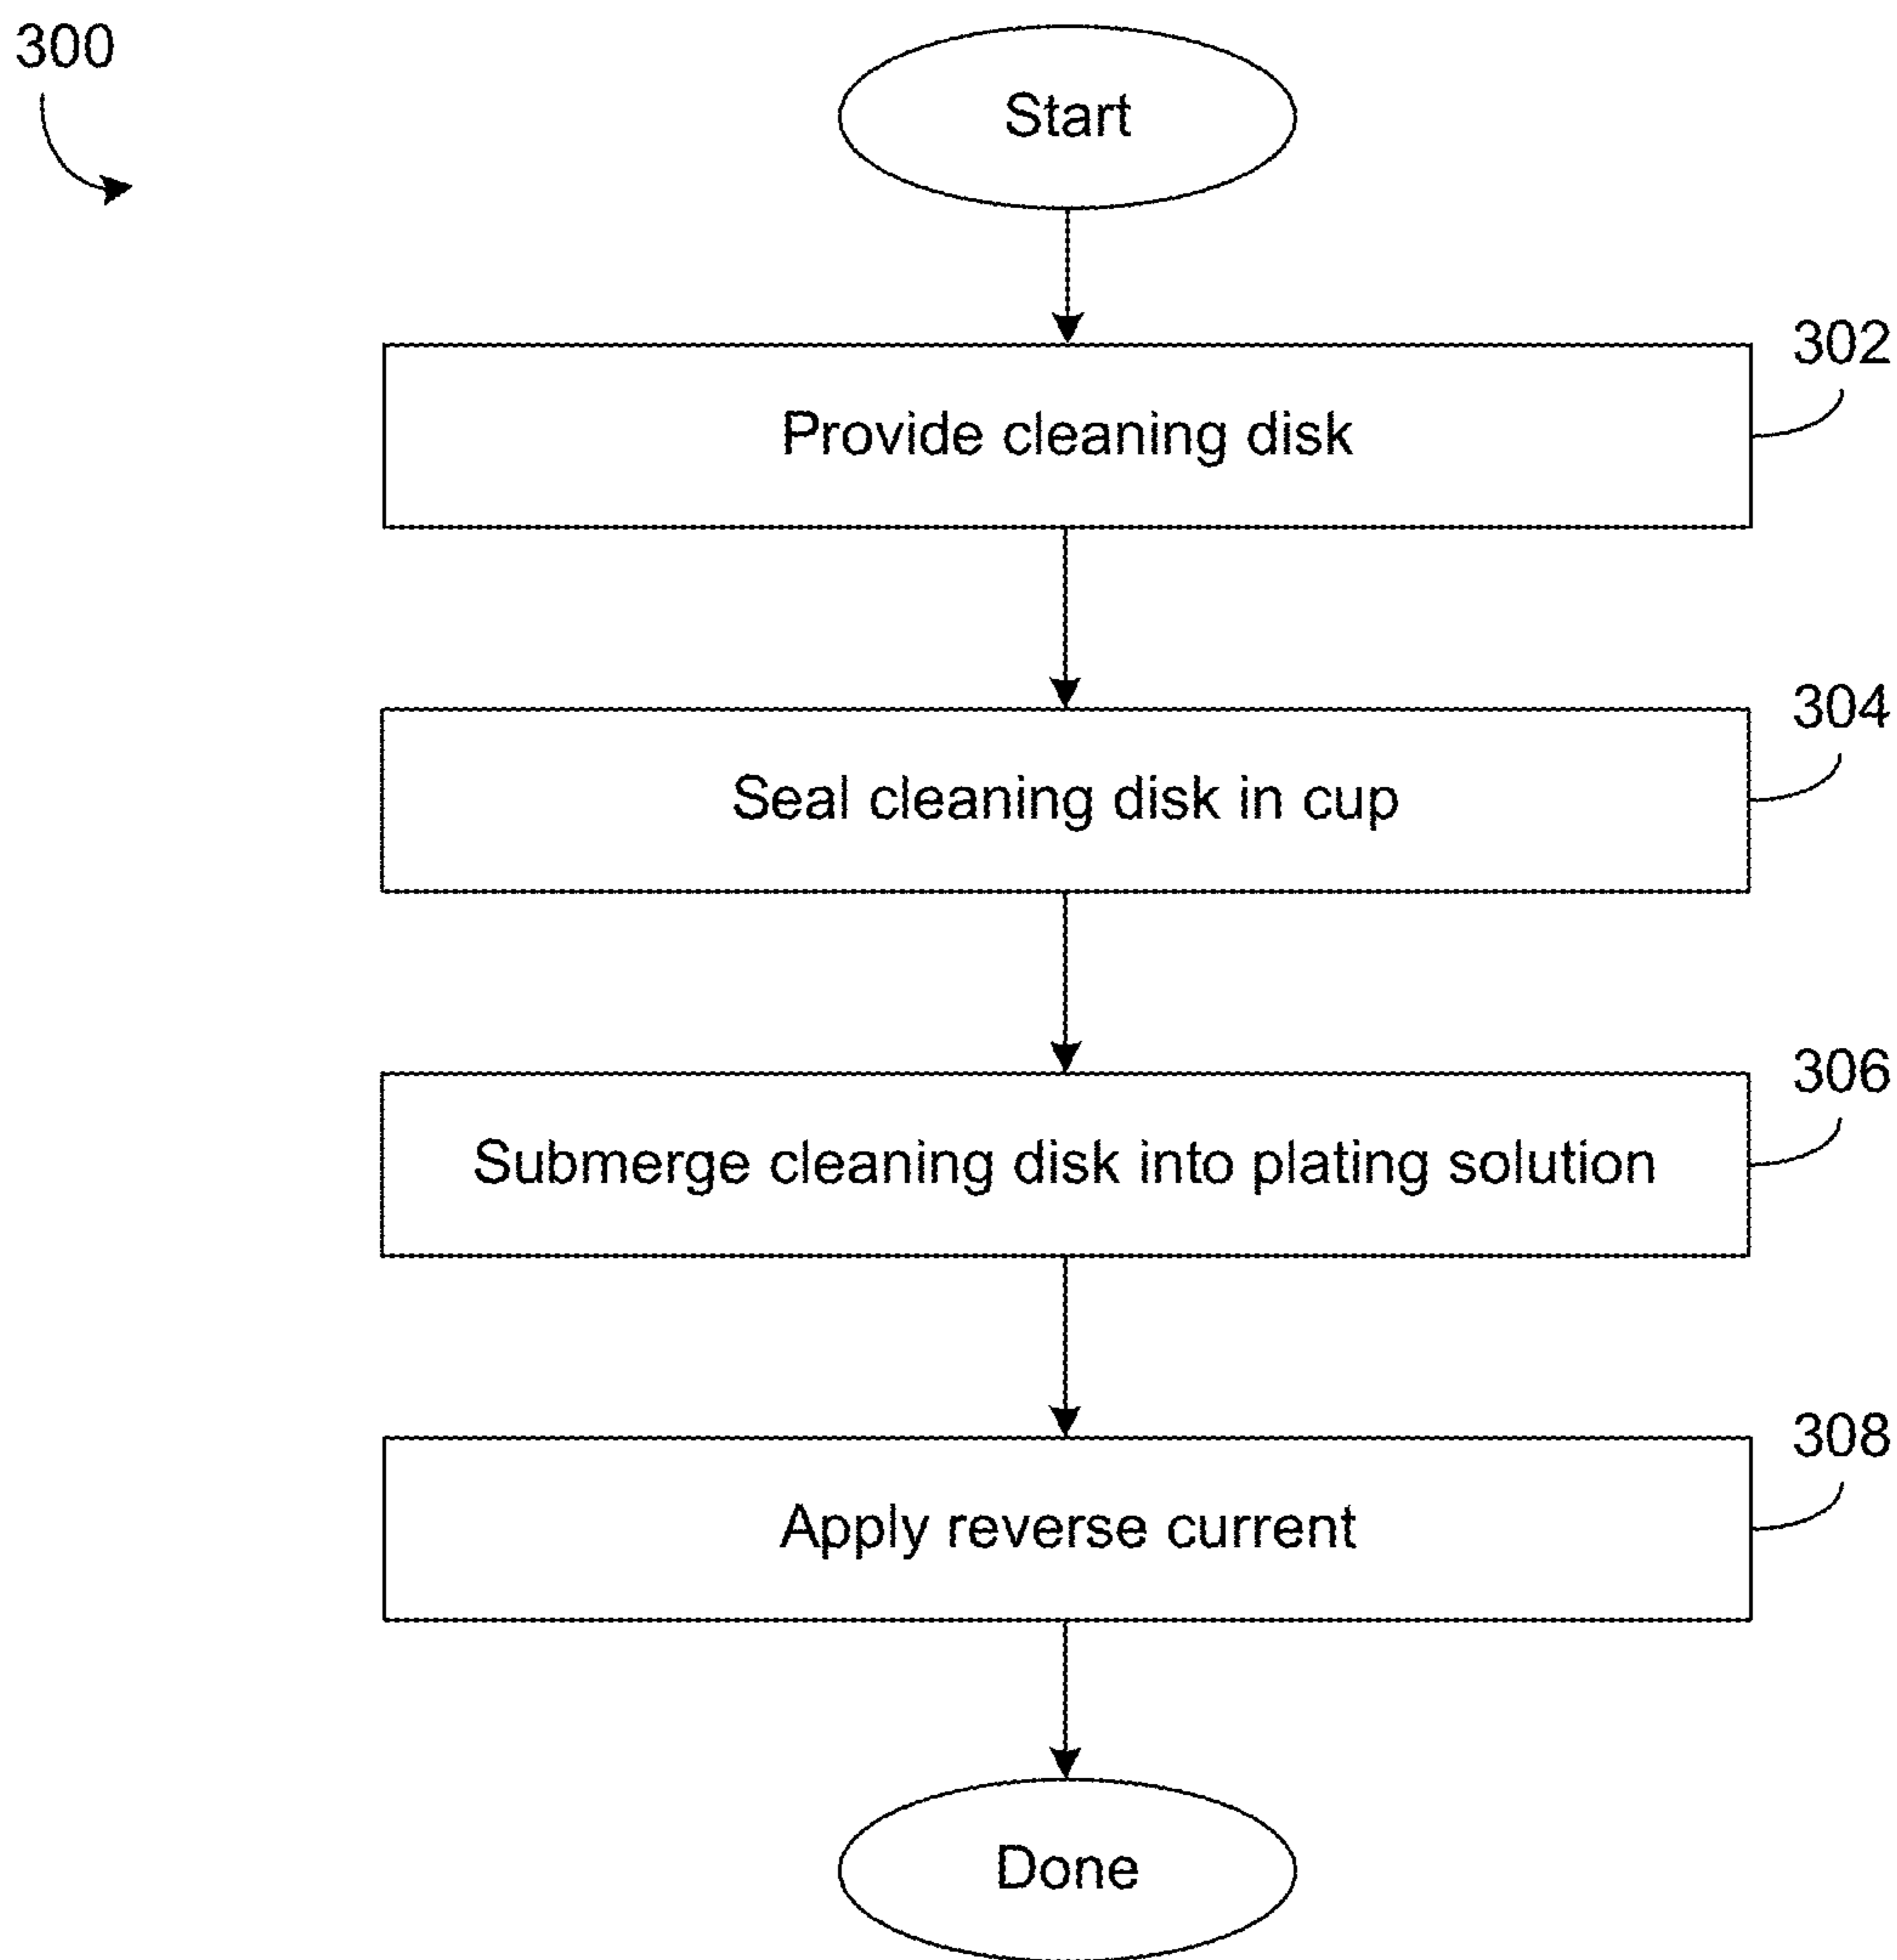 300
Start
302
Provide cleaning disk
304
Seal cleaning disk in cup
306
Submerge cleaning disk into plating solution
308
Apply reverse current
Done